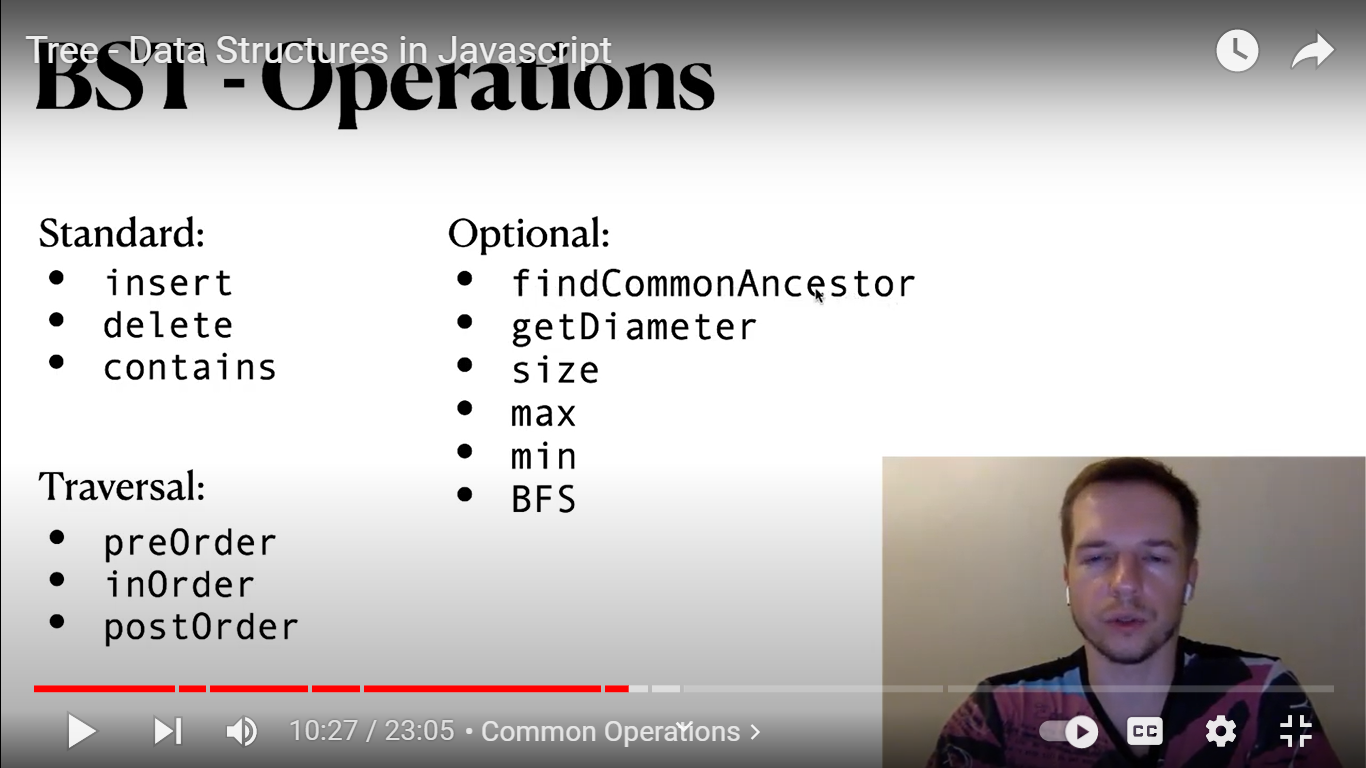 Tree - Data Structures in Javascript
BST - Operations
Standard:
• insert
• delete
• contains
Traversal:
• preOrder
• inOrder
• postOrder
Optional:
• findCommonAncestor
• getDiameter
• size
• max
• min
• BFS
10:27 / 23:05 • Common Operations >
CC